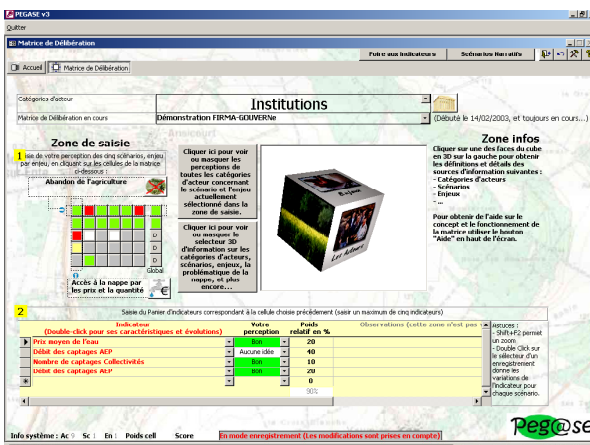 PEGASE v3
Quitter
Matrice de Délibération
Foire aux Indicateurs
Scénarios Narratifs
Accueil
Matrice de Délibération
Catégories d'acteur
Institutions
Matrice de Délibération en cours
Démonstration FIRMA-GOUVERNe
(Débuté le 14/02/2003, et toujours en cours...)
Zone de saisie
1
Saisie de votre perception des cinq scénarios, enjeu
par enjeu, en cliquant sur les cellules de la matrice
ci-dessous :
Abandon de l'agriculture
D
D
D
Global
Accés à la nappe par
les prix et la quantité
Cliquer ici pour voir
ou masquer les
perceptions de
toutes les catégories
d'acteur concernant
le scénario et l'enjeu
actuellement
sélectionné dans la
zone de saisie.
Cliquer ici pour voir
ou masquer le
selecteur 3D
d'information sur les
catégories d'acteurs,
scénarios, enjeux, la
problématique de la
nappe, et plus
encore...
Enjeux
Les Acteurs
Zone infos
Cliquer sur une des faces du cube
en 3D sur la gauche pour obtenir
les définitions et détails des
sources d'information suivantes :
- Catégories d'acteurs
- Scénarios
- Enjeux
- ...
Pour obtenir de l'aide sur le
concept et le fonctionnement de
la matrice utiliser le bouton
"Aide" en haut de l'écran.
2
Saisie du Panier d'indicateurs correspondant à la cellule choisie précédement (saisir un maximum de cinq indicateurs)
Indicateur
(Double-click pour ses caractéristiques et évolutions)
Votre
perception
Poids
relatif en %
Observations (cette zone n'est pas
Prix moyen de l'eau Bon 20
Débit des captages AEP Aucune idée 40
Nombre de captages Collectivités Bon 10
Débit des captages AEP Bon 20
0
90%
Astuces :
- Shift+F2 permet
un zoom
- Double Click sur
le sélecteur d'un
enregistrement
donne les
variations de
l'indicateur pour
chaque scénario.
Peg@se
Info système : Ac 9 Sc 1 En 1 Poids cell Score
En mode enregistrement (Les modifications sont prises en compte)